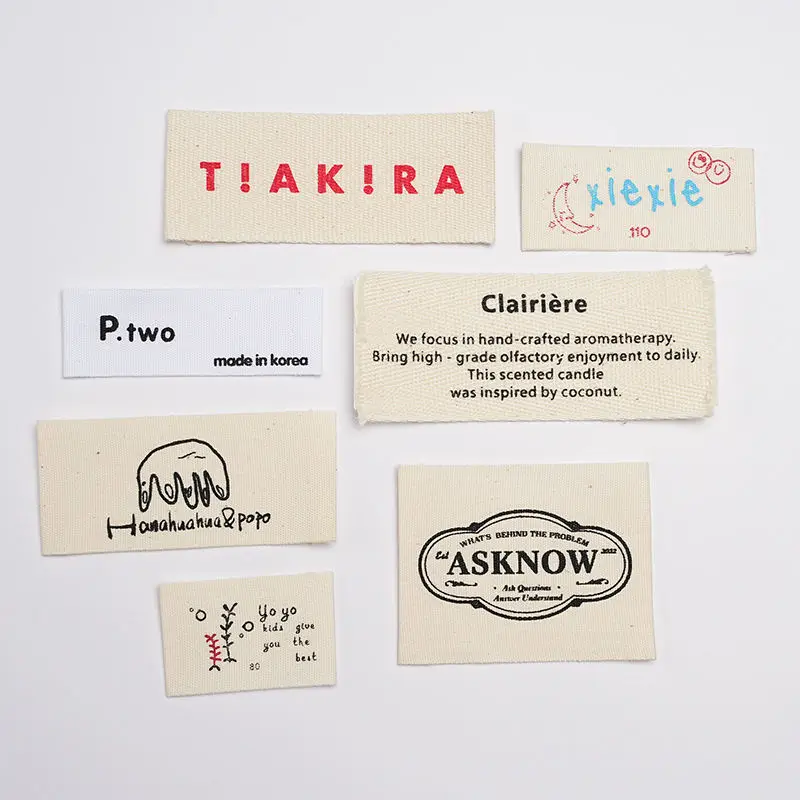 T!AK!RA
xiexie
110
P.two
made in korea
Clairière
We focus in hand-crafted aromatherapy.
Bring high - grade olfactory enjoyment to daily.
This scented candle
was inspired by coconut.
Hanahuahua&popo
WHAT'S BEHIND THE PROBLEM
Est ASKNOW 2022
· Ask Questions ·
Answer Understand
Yo yo
kids give
you the
best
80